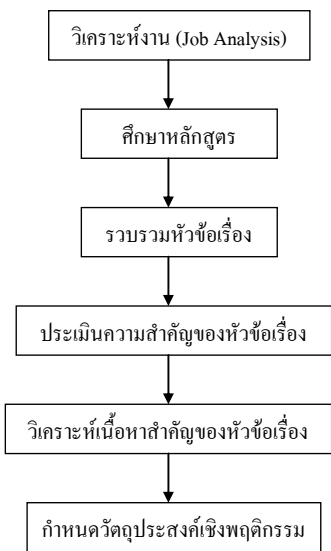 วิเคราะห์งาน (Job Analysis)
ศึกษาหลักสูตร
รวบรวมหัวข้อเรื่อง
ประเมินความสำคัญของหัวข้อเรื่อง
วิเคราะห์เนื้อหาสำคัญของหัวข้อเรื่อง
กำหนดวัตถุประสงค์เชิงพฤติกรรม